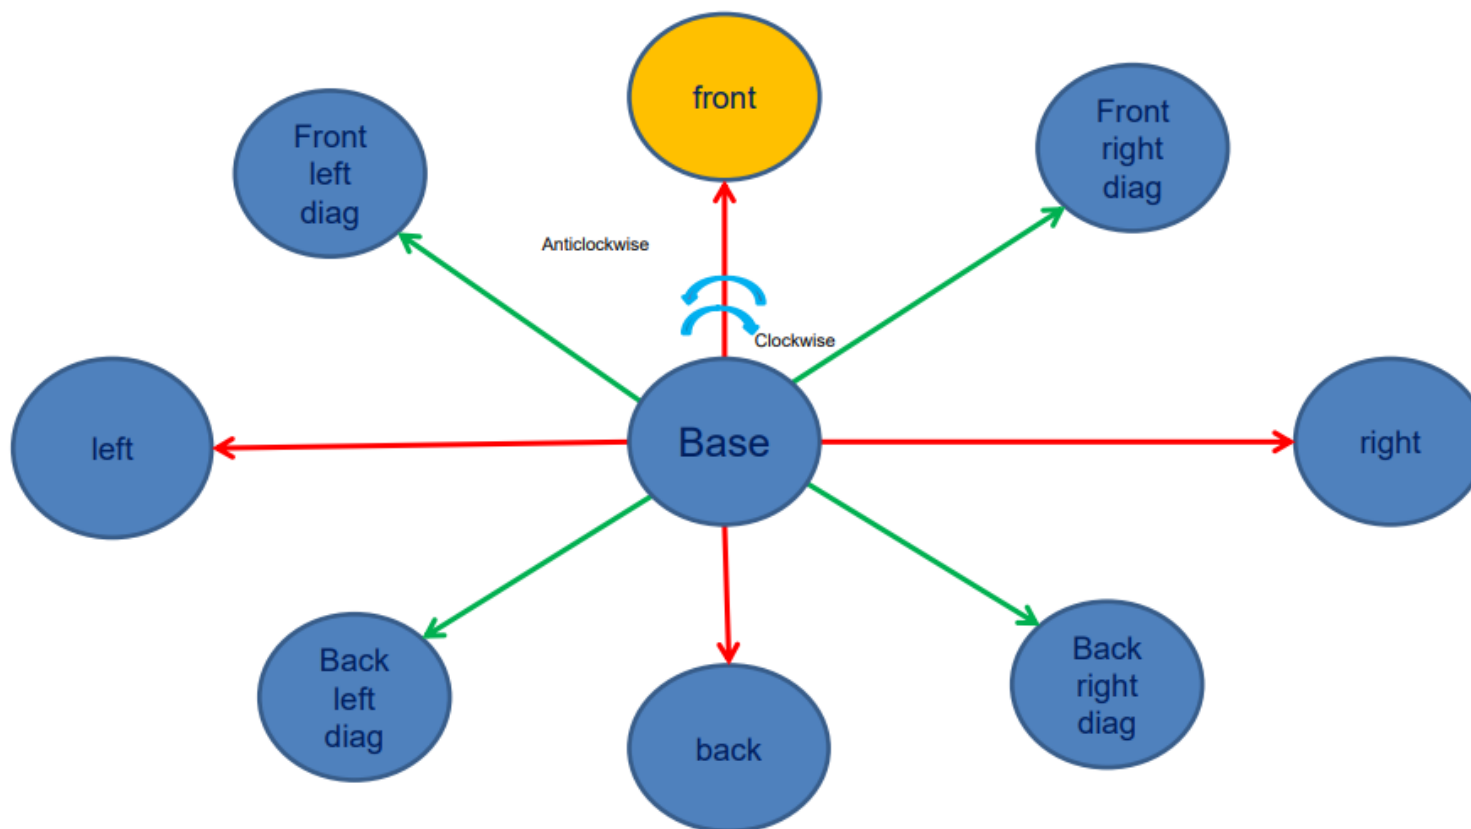 front
Front
left
diag
Front
right
diag
Anticlockwise
Clockwise
left
Base
right
Back
left
diag
back
Back
right
diag